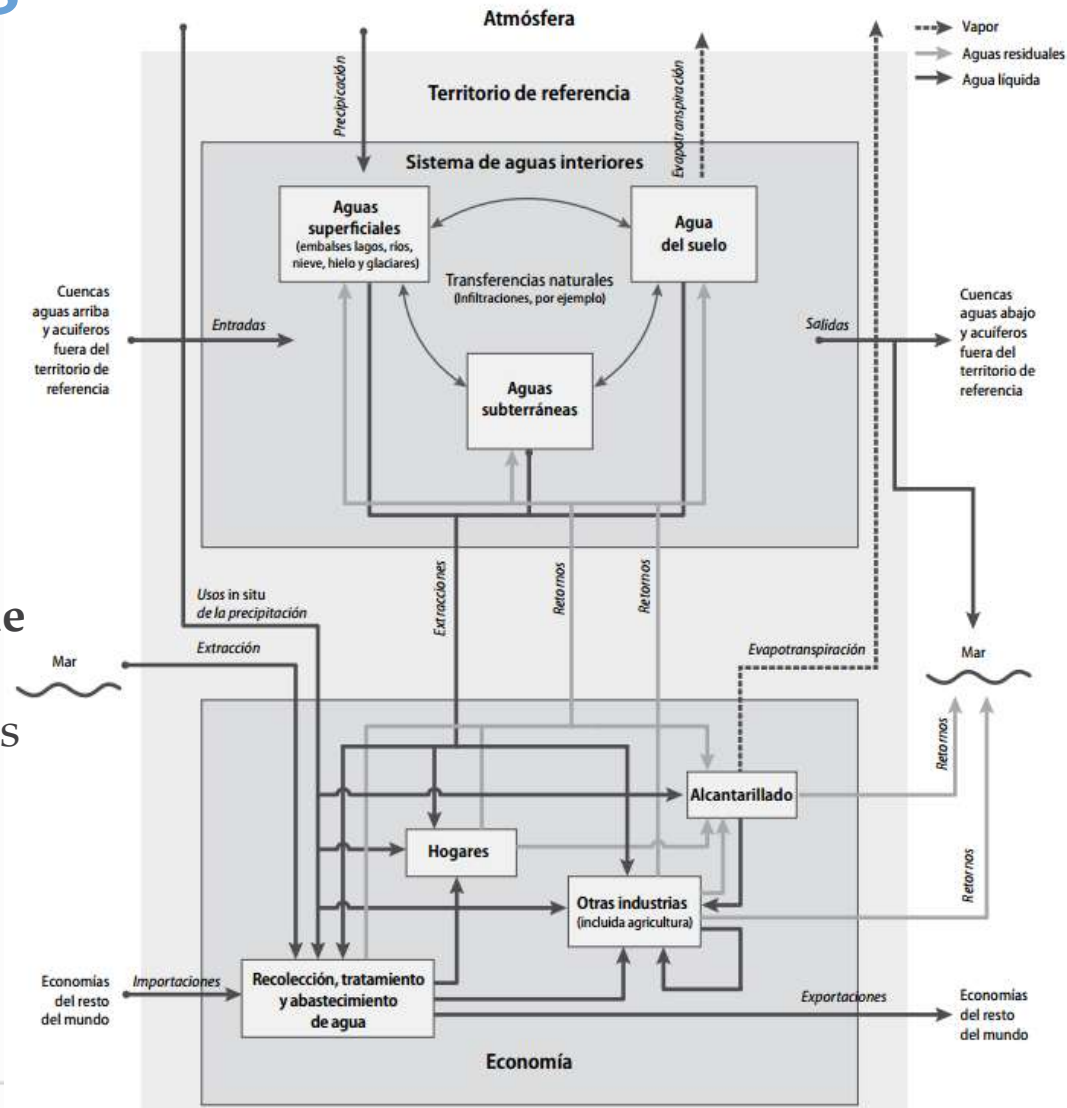 Atmósfera
Vapor
Aguas residuales
Agua líquida
Precipicación
Evapotranspiración
Territorio de referencia
Sistema de aguas interiores
Aguas
superficiales
(embalses lagos, ríos,
nieve, hielo y glaciares)
Agua
del suelo
Transferencias naturales
(Infiltraciones, por ejemplo)
Cuencas
aguas arriba
y acuíferos
fuera del
territorio de
referencia
Entradas
Salidas
Cuencas
aguas abajo
y acuíferos
fuera del
territorio de
referencia
Aguas
subterráneas
Extracciones
Retornos
Retornos
Usos in situ
de la precipitación
Extracción
Mar
Evapotranspiración
Mar
s
Retornos
Alcantarillado
Hogares
Retornos
Otras industrias
(incluida agricultura)
Economías
del resto
del mundo
Importaciones
Recolección, tratamiento
y abastecimiento
de agua
Exportaciones
Economías
del resto
del mundo
Economía